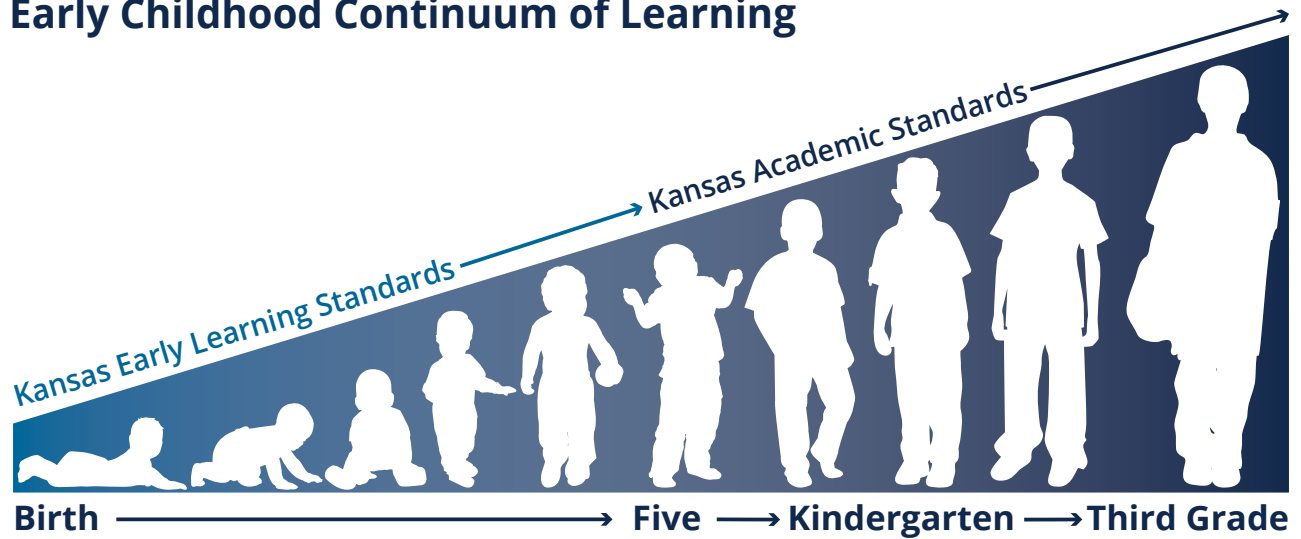 Early Childhood Continuum of Learning
Kansas Early Learning Standards
Kansas Academic Standards
Birth Five Kindergarten Third Grade